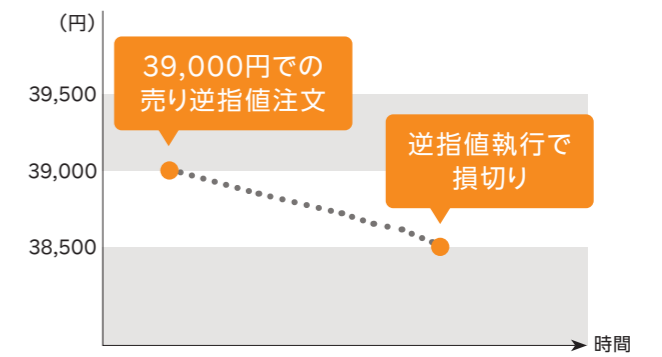 (円)
39,000円での
売り逆指値注文
39,500
逆指値執行で
損切り
39,000
38,500
時間